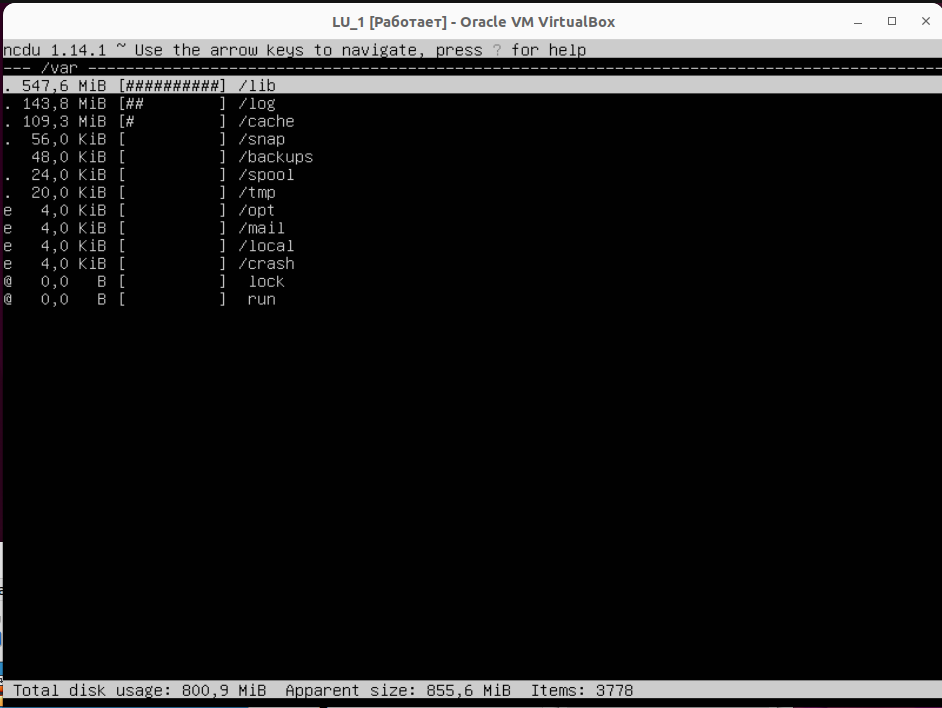 LU_1 [Работает] - Oracle VM VirtualBox
ncdu 1.14.1 ~ Use the arrow keys to navigate, press ? for help
--- /var ----------------------------------------------------------------------------------------------
. 547,6 MiB [##########] /lib
. 143,8 MiB [##        ] /log
. 109,3 MiB [#         ] /cache
.  56,0 KiB [          ] /snap
   48,0 KiB [          ] /backups
.  24,0 KiB [          ] /spool
.  20,0 KiB [          ] /tmp
e   4,0 KiB [          ] /opt
e   4,0 KiB [          ] /mail
e   4,0 KiB [          ] /local
e   4,0 KiB [          ] /crash
@   0,0   B [          ]  lock
@   0,0   B [          ]  run
Total disk usage: 800,9 MiB  Apparent size: 855,6 MiB  Items: 3778